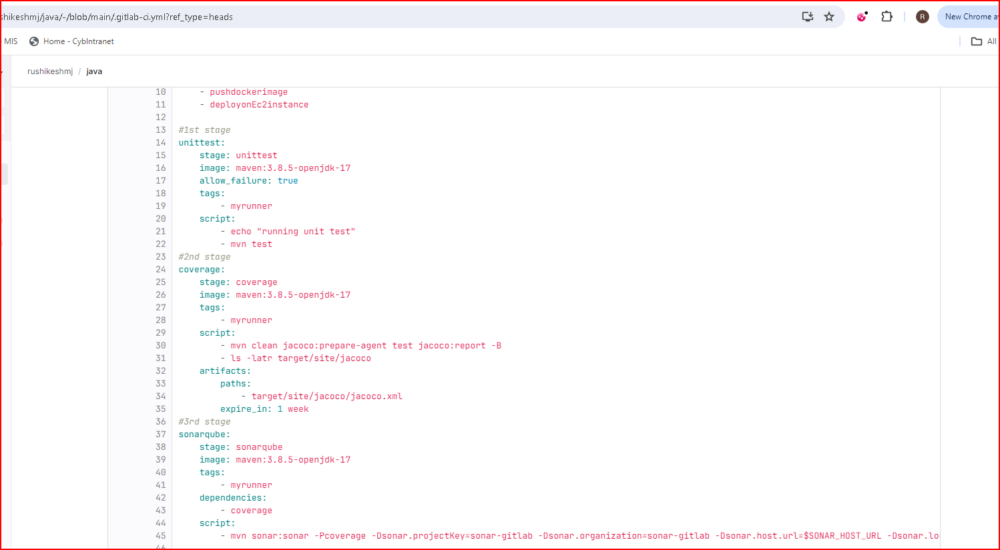 shikeshmj/java/-/blob/main/.gitlab-ci.yml?ref_type=heads
R
New Chrome av
MIS
Home - CybIntranet
All
rushikeshmj / java
10 - pushdockerimage
11 - deployonEc2instance
12
13 #1st stage
14 unittest:
15 stage: unittest
16 image: maven:3.8.5-openjdk-17
17 allow_failure: true
18 tags:
19 - myrunner
20 script:
21 - echo "running unit test"
22 - mvn test
23 #2nd stage
24 coverage:
25 stage: coverage
26 image: maven:3.8.5-openjdk-17
27 tags:
28 - myrunner
29 script:
30 - mvn clean jacoco:prepare-agent test jacoco:report -B
31 - ls -latr target/site/jacoco
32 artifacts:
33 paths:
34 - target/site/jacoco/jacoco.xml
35 expire_in: 1 week
36 #3rd stage
37 sonarqube:
38 stage: sonarqube
39 image: maven:3.8.5-openjdk-17
40 tags:
41 - myrunner
42 dependencies:
43 - coverage
44 script:
45 - mvn sonar:sonar -Pcoverage -Dsonar.projectKey=sonar-gitlab -Dsonar.organization=sonar-gitlab -Dsonar.host.url=$SONAR_HOST_URL -Dsonar.lo
46